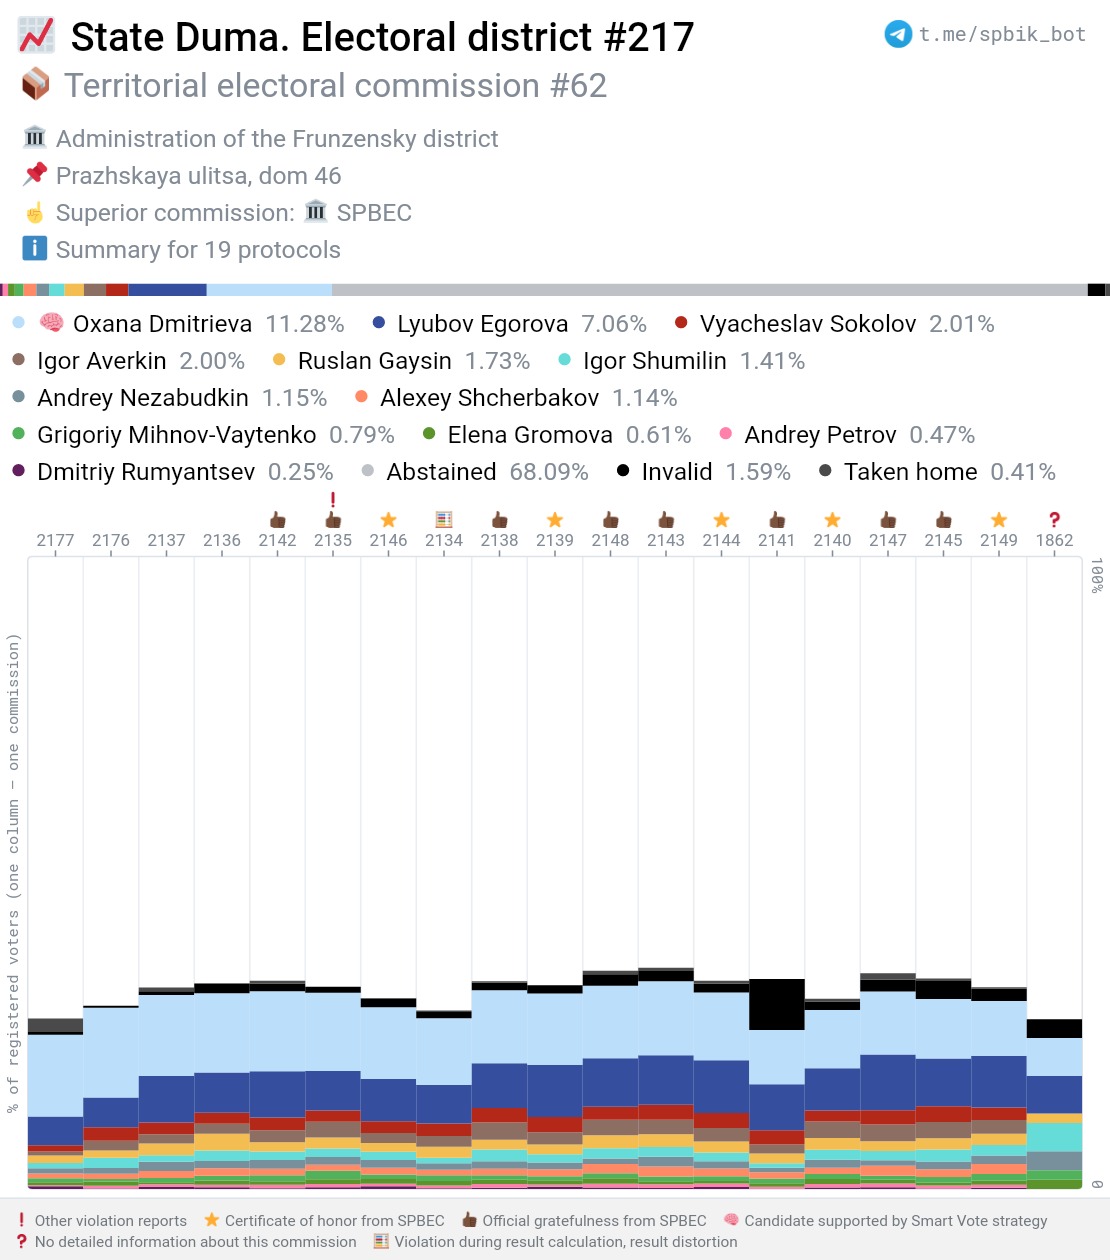 State Duma. Electoral district #217
t.me/spbik_bot
Territorial electoral commission #62
Administration of the Frunzensky district
Prazhskaya ulitsa, dom 46
Superior commission: SPBEC
Summary for 19 protocols
Oxana Dmitrieva 11.28% Lyubov Egorova 7.06% Vyacheslav Sokolov 2.01%
Igor Averkin 2.00% Ruslan Gaysin 1.73% Igor Shumilin 1.41%
Andrey Nezabudkin 1.15% Alexey Shcherbakov 1.14%
Grigoriy Mihnov-Vaytenko 0.79% Elena Gromova 0.61% Andrey Petrov 0.47%
Dmitriy Rumyantsev 0.25% Abstained 68.09% Invalid 1.59% Taken home 0.41%
2177 2176 2137 2136 2142 2135 2146 2134 2138 2139 2148 2143 2144 2141 2140 2147 2145 2149 1862
100%
% of registered voters (one column — one commission)
0
Other violation reports Certificate of honor from SPBEC Official gratefulness from SPBEC Candidate supported by Smart Vote strategy
No detailed information about this commission Violation during result calculation, result distortion